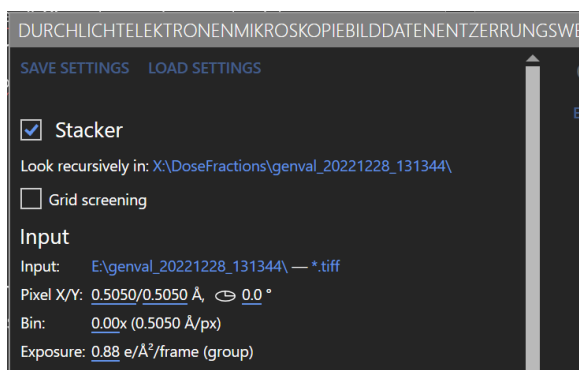 DURCHLICHTELEKTRONENMIKROSKOPIEBILDDATENENTZERRUNGSWE
SAVE SETTINGS LOAD SETTINGS
Stacker
Look recursively in: X:\DoseFractions\genval_20221228_131344\
Grid screening
Input
Input: E:\genval_20221228_131344\ — *.tiff
Pixel X/Y: 0.5050/0.5050 Å, 0.0 °
Bin: 0.00x (0.5050 Å/px)
Exposure: 0.88 e/Å²/frame (group)